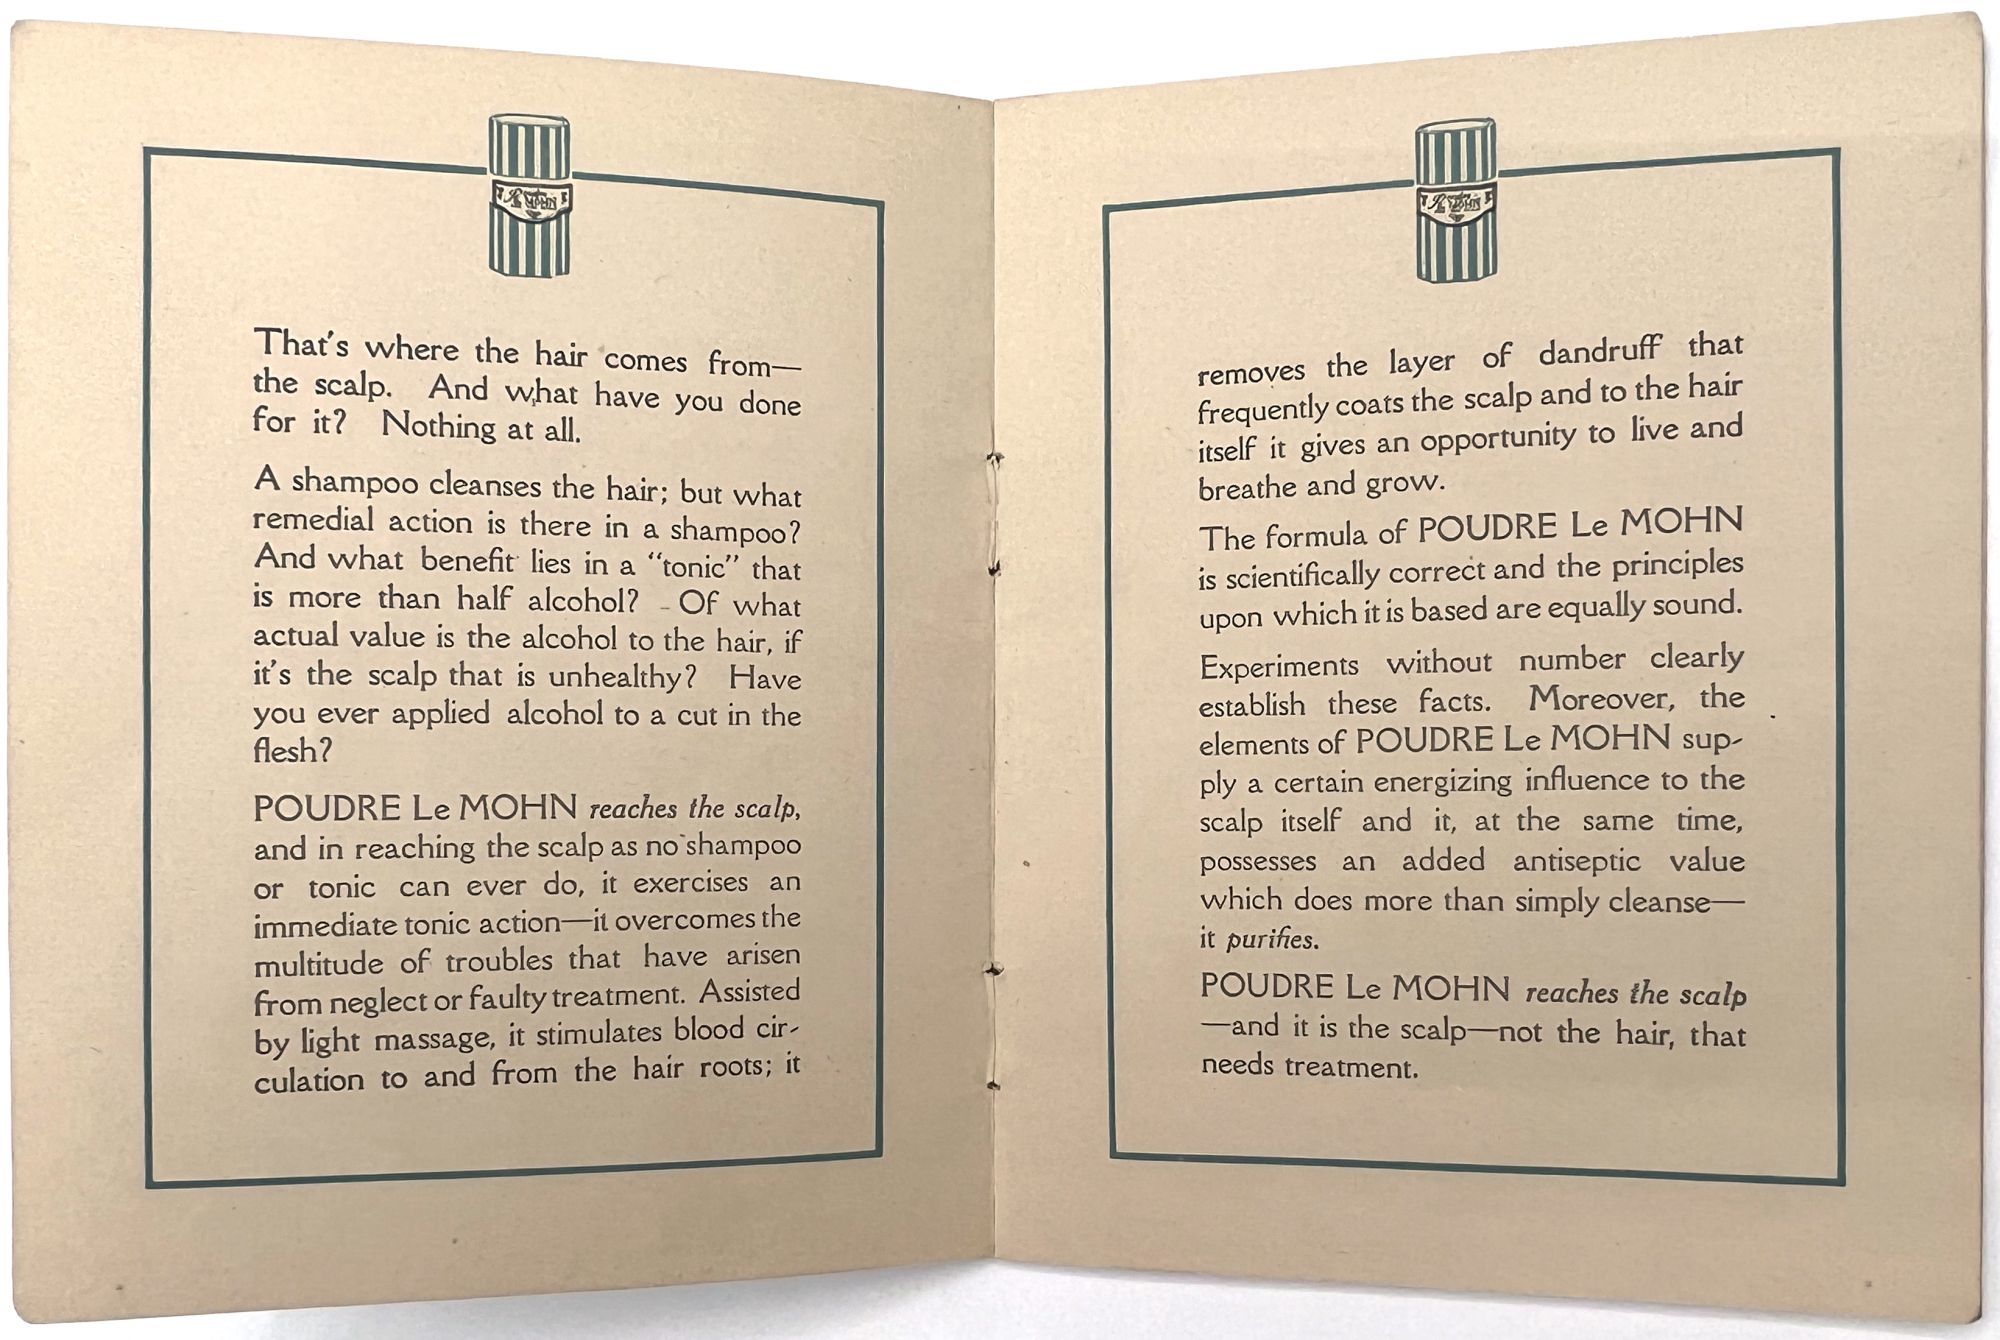 Le MOHN
That's where the hair comes from—
the scalp. And what have you done
for it? Nothing at all.
A shampoo cleanses the hair; but what
remedial action is there in a shampoo?
And what benefit lies in a "tonic" that
is more than half alcohol? Of what
actual value is the alcohol to the hair, if
it's the scalp that is unhealthy? Have
you ever applied alcohol to a cut in the
flesh?
POUDRE Le MOHN reaches the scalp,
and in reaching the scalp as no shampoo
or tonic can ever do, it exercises an
immediate tonic action—it overcomes the
multitude of troubles that have arisen
from neglect or faulty treatment. Assisted
by light massage, it stimulates blood cir-
culation to and from the hair roots; it
Le MOHN
removes the layer of dandruff that
frequently coats the scalp and to the hair
itself it gives an opportunity to live and
breathe and grow.
The formula of POUDRE Le MOHN
is scientifically correct and the principles
upon which it is based are equally sound.
Experiments without number clearly
establish these facts. Moreover, the
elements of POUDRE Le MOHN sup-
ply a certain energizing influence to the
scalp itself and it, at the same time,
possesses an added antiseptic value
which does more than simply cleanse—
it purifies.
POUDRE Le MOHN reaches the scalp
—and it is the scalp—not the hair, that
needs treatment.